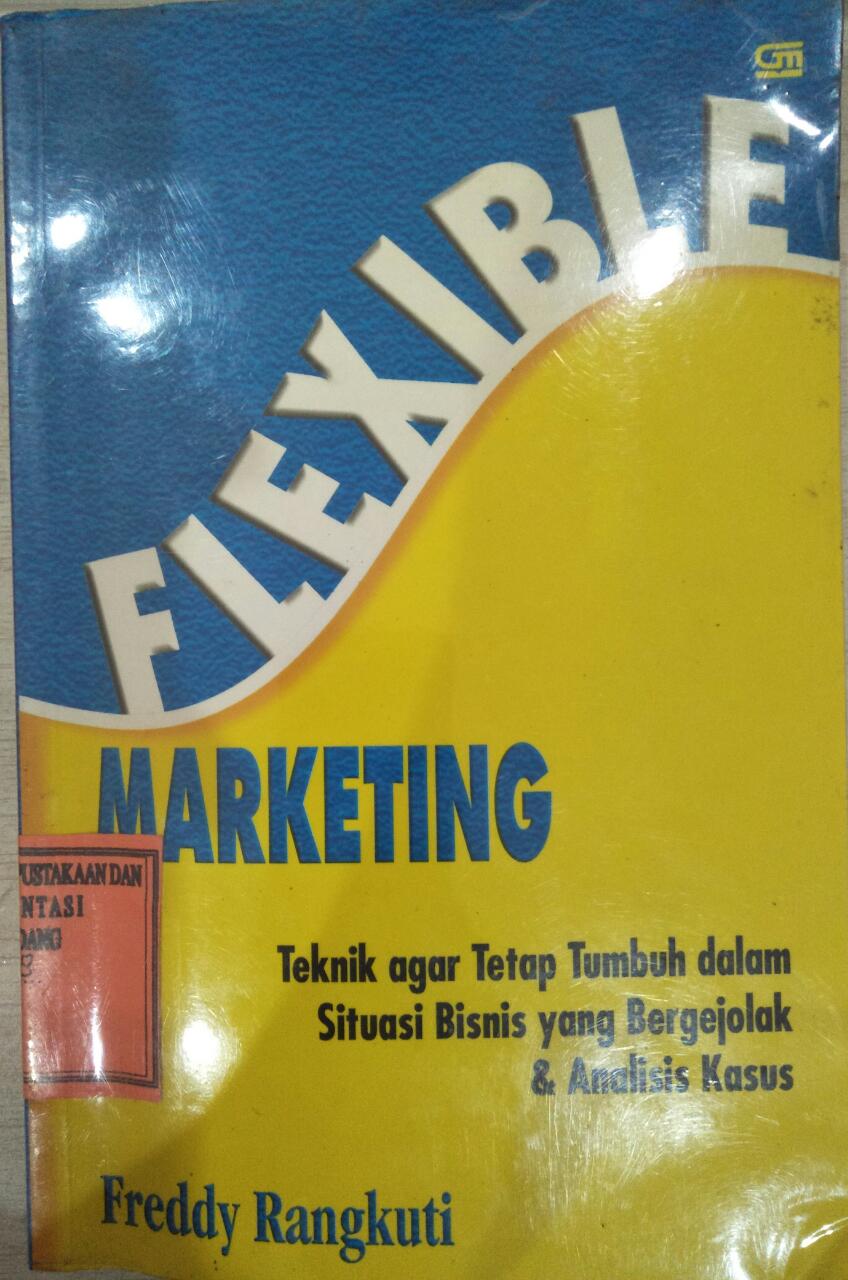 GM
FLEXIBLE
MARKETING
USTAKAAN DAN
NTASI
DANG
Teknik agar Tetap Tumbuh dalam
Situasi Bisnis yang Bergejolak
& Analisis Kasus
Freddy Rangkuti